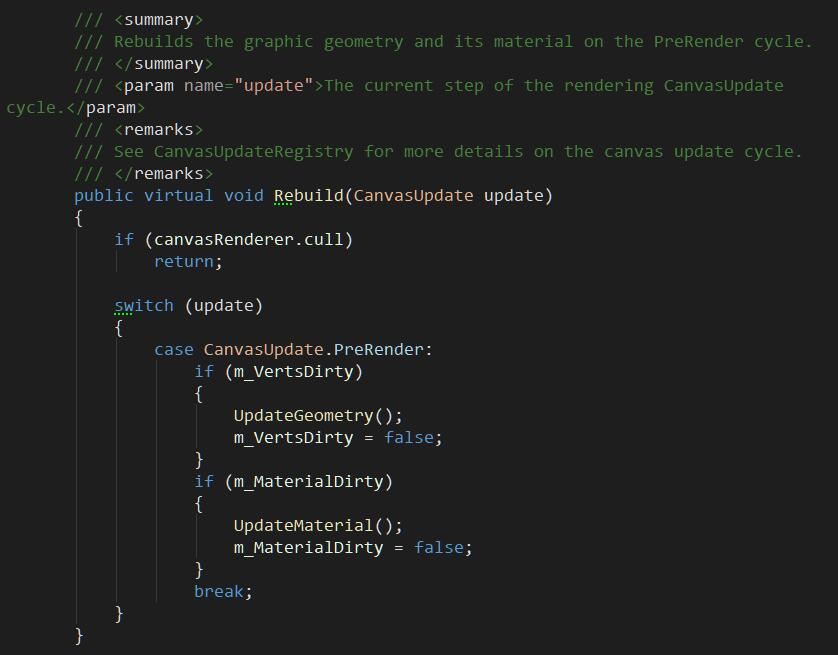 /// <summary>
/// Rebuilds the graphic geometry and its material on the PreRender cycle.
/// </summary>
/// <param name="update">The current step of the rendering CanvasUpdate
cycle.</param>
/// <remarks>
/// See CanvasUpdateRegistry for more details on the canvas update cycle.
/// </remarks>
public virtual void Rebuild(CanvasUpdate update)
{
if (canvasRenderer.cull)
return;
switch (update)
{
case CanvasUpdate.PreRender:
if (m_VertsDirty)
{
UpdateGeometry();
m_VertsDirty = false;
}
if (m_MaterialDirty)
{
UpdateMaterial();
m_MaterialDirty = false;
}
break;
}
}